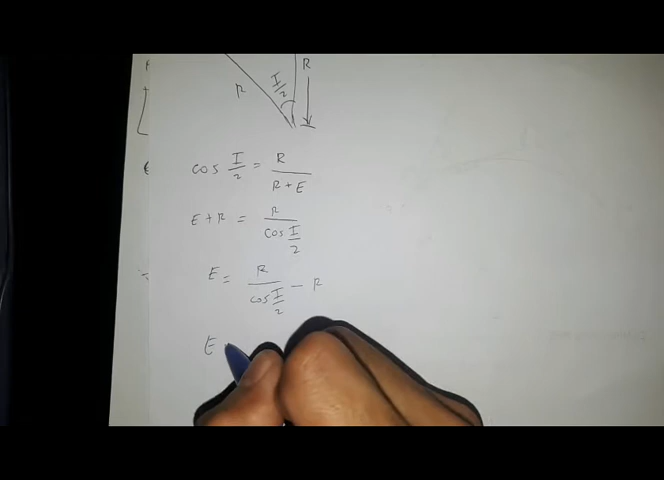 R
I/2
R
cos I/2 = R/(R + E)
E + R = R/(cos I/2)
E = R/(cos I/2) - R
E